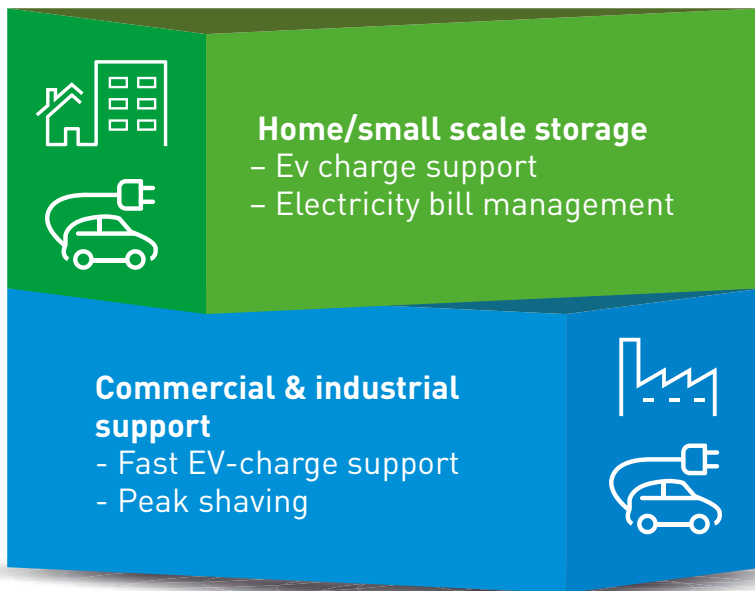 Home/small scale storage
– Ev charge support
– Electricity bill management
Commercial & industrial
support
- Fast EV-charge support
- Peak shaving